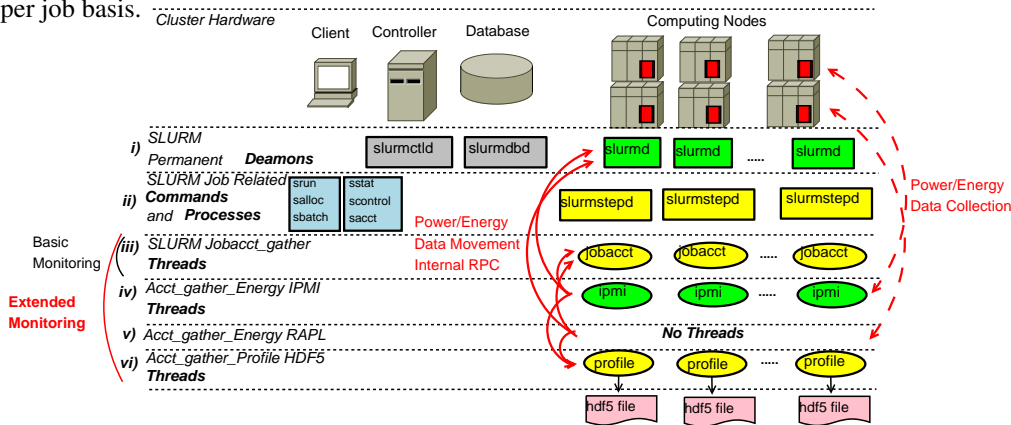 per job basis.
Cluster Hardware
Computing Nodes
Client
Controller
Database
i) SLURM
Permanent Deamons
slurmctld
slurmdbd
slurmd
slurmd
.....
slurmd
SLURM Job Related
ii) Commands
and Processes
srun
salloc
sbatch
sstat
scontrol
sacct
slurmstepd
slurmstepd
slurmstepd
Power/Energy
Data Collection
Power/Energy
Data Movement
Internal RPC
Basic
Monitoring
iii) SLURM Jobacct_gather
Threads
jobacct
jobacct
.....
jobacct
Extended
Monitoring
iv) Acct_gather_Energy IPMI
Threads
ipmi
ipmi
.....
ipmi
v) Acct_gather_Energy RAPL
No Threads
vi) Acct_gather_Profile HDF5
Threads
profile
profile
.....
profile
hdf5 file
hdf5 file
hdf5 file